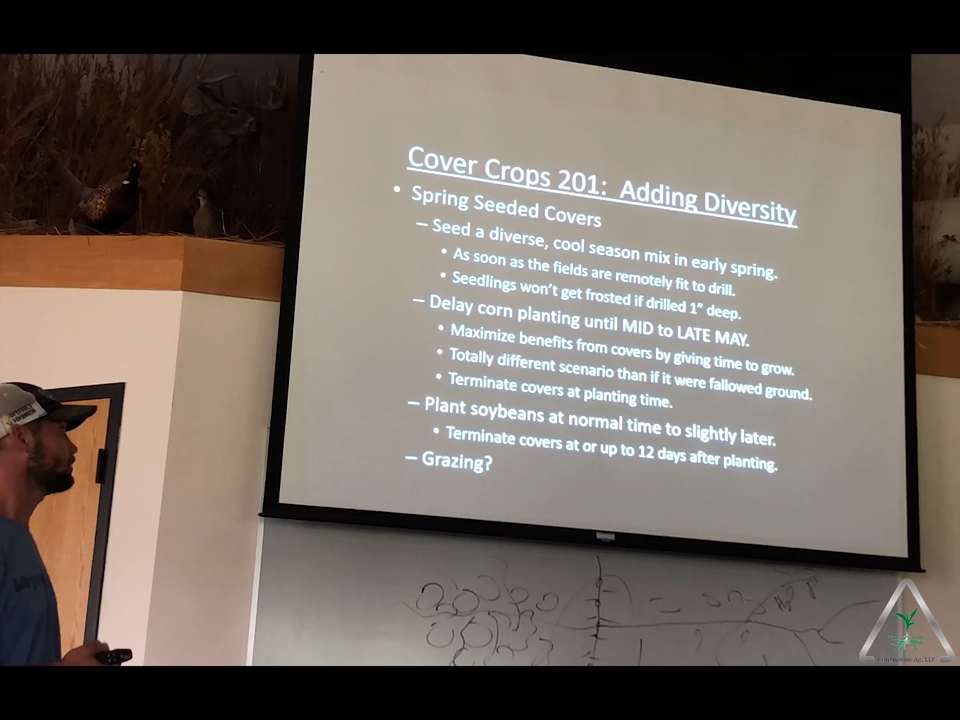 Cover Crops 201: Adding Diversity
• Spring Seeded Covers
– Seed a diverse, cool season mix in early spring.
• As soon as the fields are remotely fit to drill.
• Seedlings won't get frosted if drilled 1" deep.
– Delay corn planting until MID to LATE MAY.
• Maximize benefits from covers by giving time to grow.
• Totally different scenario than if it were fallowed ground.
• Terminate covers at planting time.
– Plant soybeans at normal time to slightly later.
• Terminate covers at or up to 12 days after planting.
– Grazing?